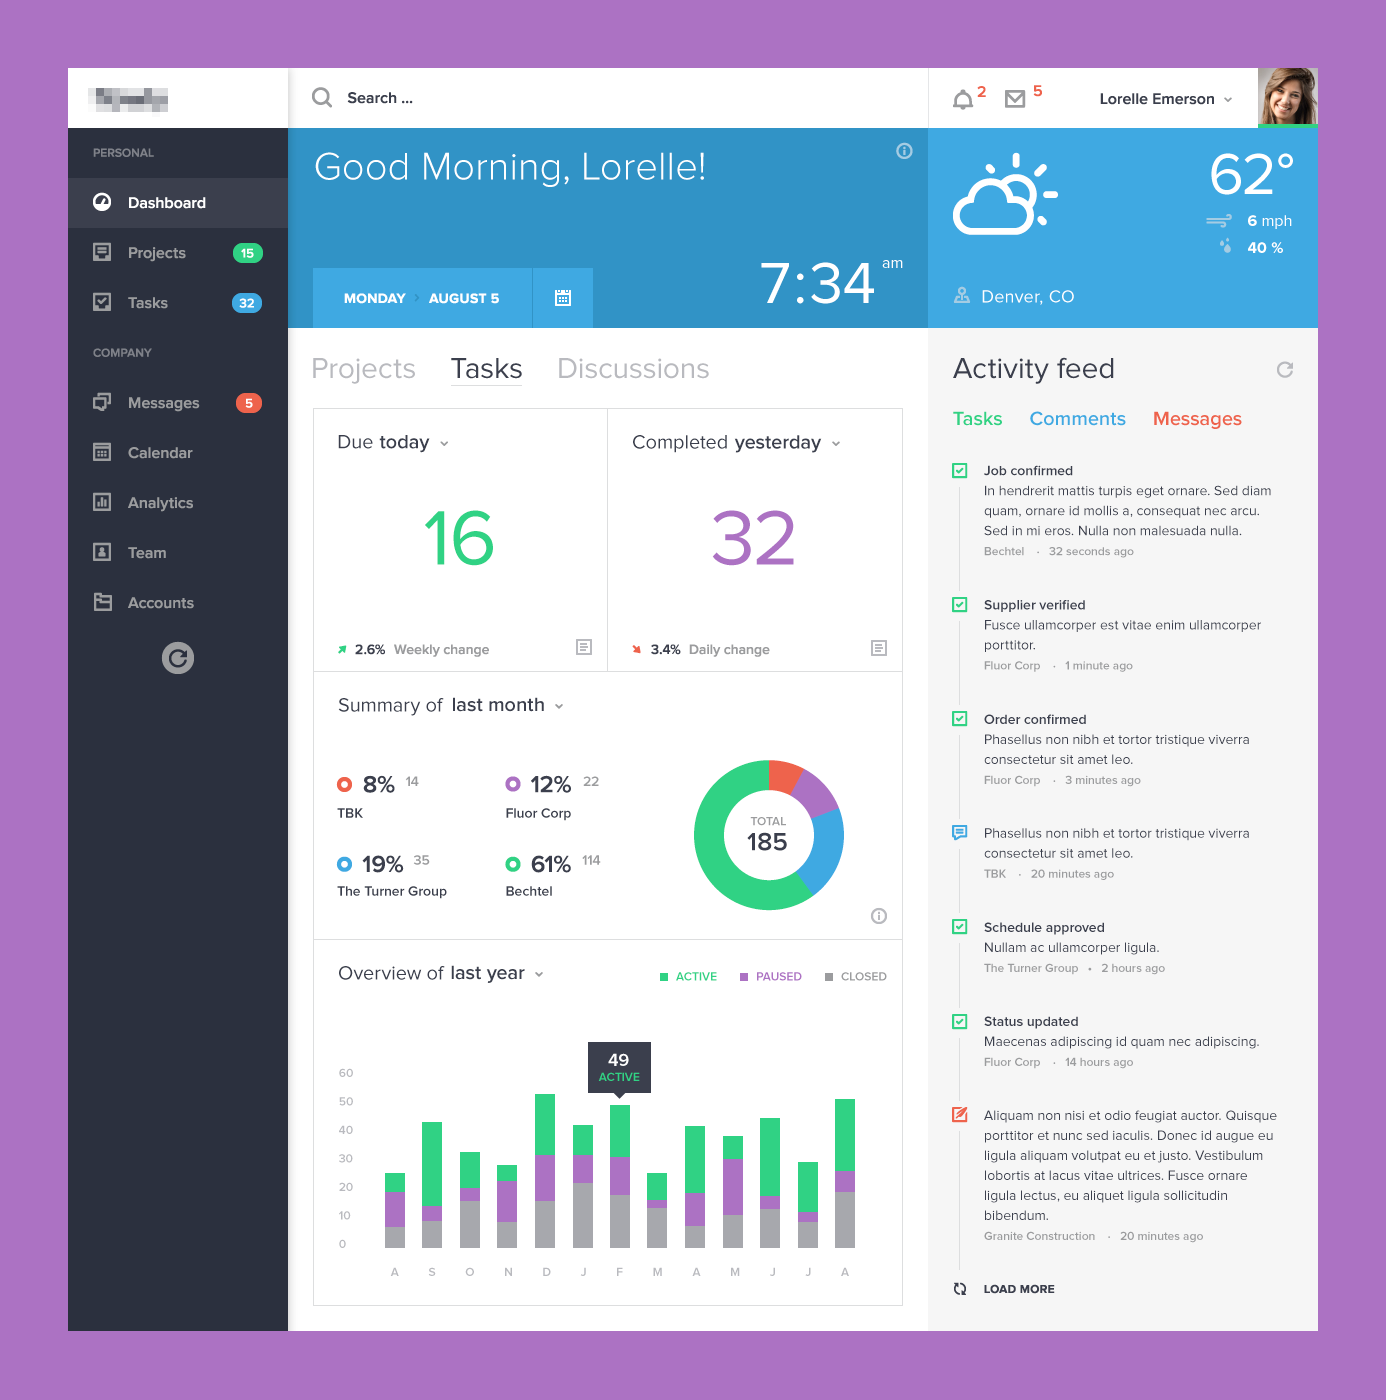 Search ...
2
5
Lorelle Emerson
PERSONAL
Dashboard
Projects
15
Tasks
32
COMPANY
Messages
5
Calendar
Analytics
Team
Accounts
Good Morning, Lorelle!
MONDAY
AUGUST 5
7:34
am
62°
6 mph
40 %
Denver, CO
Projects
Tasks
Discussions
Due today
16
2.6% Weekly change
Completed yesterday
32
3.4% Daily change
Summary of last month
8% 14
TBK
12% 22
Fluor Corp
19% 35
The Turner Group
61% 114
Bechtel
TOTAL
185
Overview of last year
ACTIVE
PAUSED
CLOSED
49
ACTIVE
60
50
40
30
20
10
0
A S O N D J F M A M J J A
Activity feed
Tasks
Comments
Messages
Job confirmed
In hendrerit mattis turpis eget ornare. Sed diam
quam, ornare id mollis a, consequat nec arcu.
Sed in mi eros. Nulla non malesuada nulla.
Bechtel · 32 seconds ago
Supplier verified
Fusce ullamcorper est vitae enim ullamcorper
porttitor.
Fluor Corp · 1 minute ago
Order confirmed
Phasellus non nibh et tortor tristique viverra
consectetur sit amet leo.
Fluor Corp · 3 minutes ago
Phasellus non nibh et tortor tristique viverra
consectetur sit amet leo.
TBK · 20 minutes ago
Schedule approved
Nullam ac ullamcorper ligula.
The Turner Group • 2 hours ago
Status updated
Maecenas adipiscing id quam nec adipiscing.
Fluor Corp · 14 hours ago
Aliquam non nisi et odio feugiat auctor. Quisque
porttitor et nunc sed iaculis. Donec id augue eu
ligula aliquam volutpat eu et justo. Vestibulum
lobortis at lacus vitae ultrices. Fusce ornare
ligula lectus, eu aliquet ligula sollicitudin
bibendum.
Granite Construction · 20 minutes ago
LOAD MORE